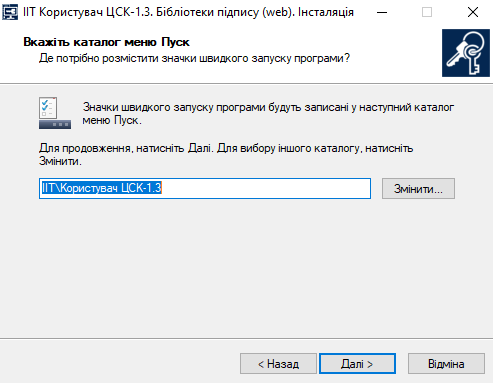 ІІТ Користувач ЦСК-1.3. Бібліотеки підпису (web). Інсталяція
Вкажіть каталог меню Пуск
Де потрібно розмістити значки швидкого запуску програми?
Значки швидкого запуску програми будуть записані у наступний каталог
меню Пуск.
Для продовження, натисніть Далі. Для вибору іншого каталогу, натисніть
Змінити.
ІІТ\Користувач ЦСК-1.3
Змінити...
< Назад
Далі >
Відміна